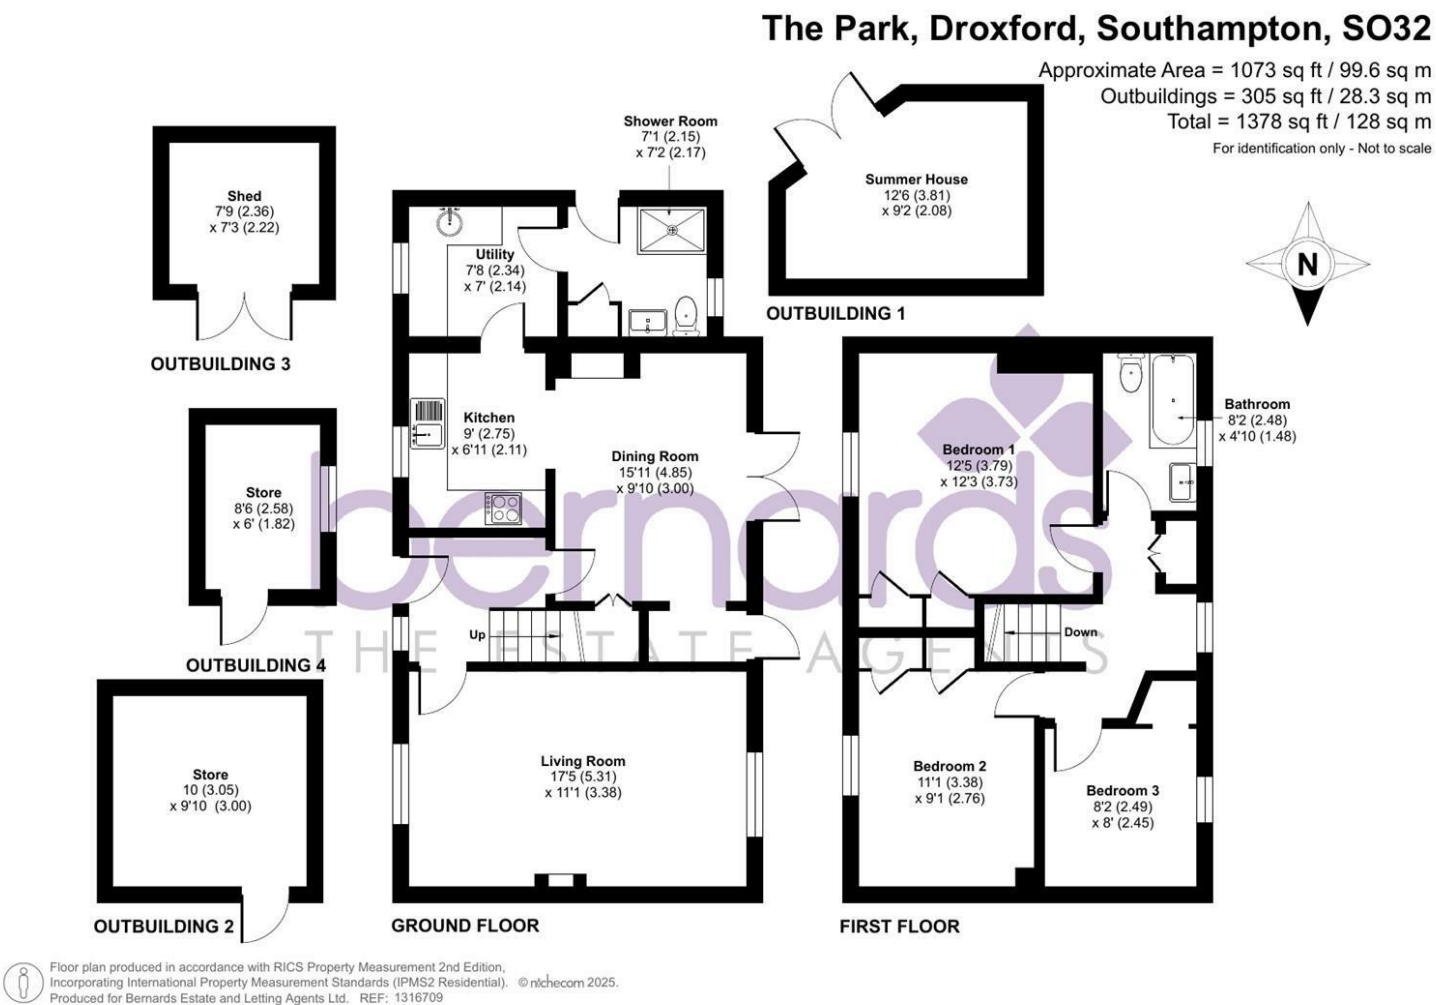 The Park, Droxford, Southampton, SO32
Approximate Area = 1073 sq ft / 99.6 sq m
Outbuildings = 305 sq ft / 28.3 sq m
Total = 1378 sq ft / 128 sq m
For identification only - Not to scale
Shower Room
7'1 (2.15)
x 7'2 (2.17)
Summer House
12'6 (3.81)
x 9'2 (2.08)
OUTBUILDING 1
N
Shed
7'9 (2.36)
x 7'3 (2.22)
OUTBUILDING 3
Utility
7'8 (2.34)
x 7' (2.14)
Kitchen
9' (2.75)
x 6'11 (2.11)
Dining Room
15'11 (4.85)
x 9'10 (3.00)
Bedroom 1
12'5 (3.79)
x 12'3 (3.73)
Bathroom
8'2 (2.48)
x 4'10 (1.48)
Store
8'6 (2.58)
x 6' (1.82)
OUTBUILDING 4
bernards
THE ESTATE AGENTS
Up
Down
Store
10 (3.05)
x 9'10 (3.00)
OUTBUILDING 2
Living Room
17'5 (5.31)
x 11'1 (3.38)
GROUND FLOOR
Bedroom 2
11'1 (3.38)
x 9'1 (2.76)
Bedroom 3
8'2 (2.49)
x 8' (2.45)
FIRST FLOOR
Floor plan produced in accordance with RICS Property Measurement 2nd Edition,
Incorporating International Property Measurement Standards (IPMS2 Residential). © nichecom 2025.
Produced for Bernards Estate and Letting Agents Ltd. REF: 1316709